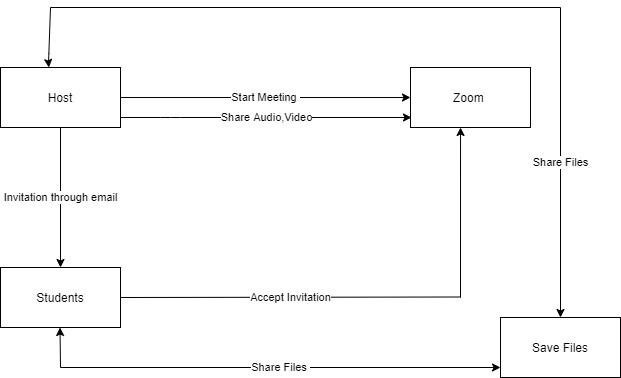 Host
Start Meeting
Zoom
Share Audio,Video
Share Files
Invitation through email
Students
Accept Invitation
Save Files
Share Files